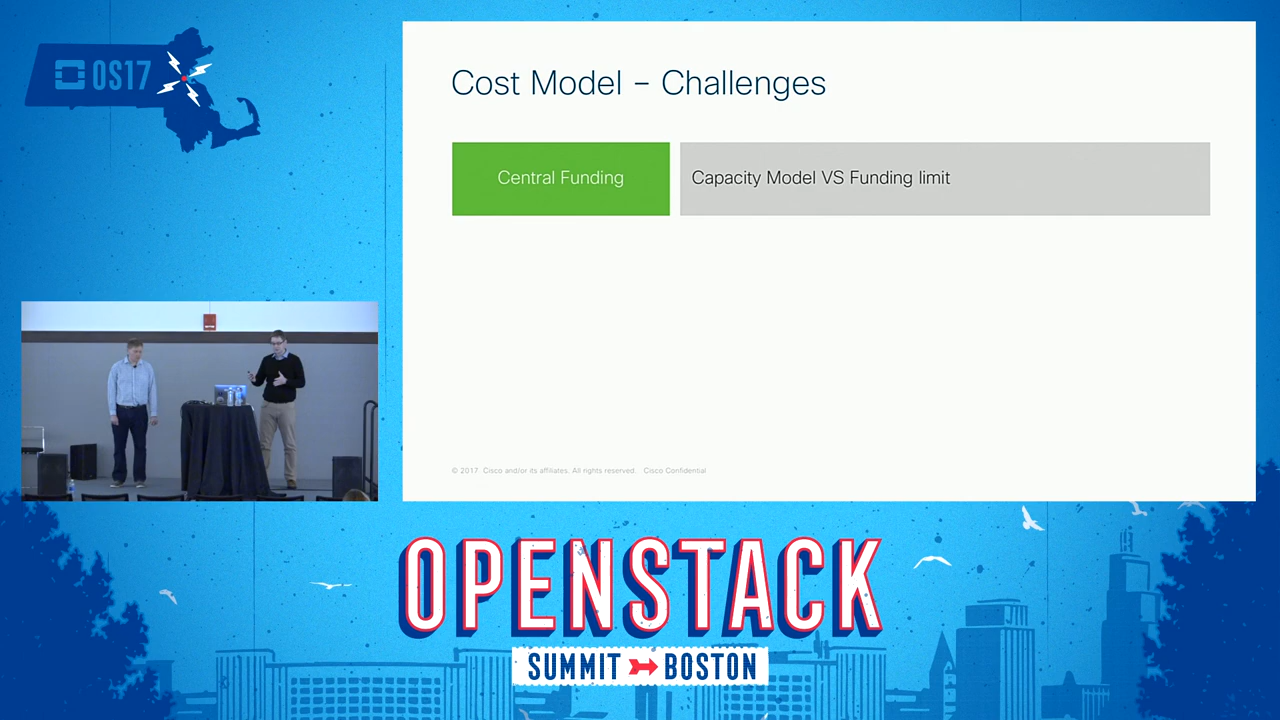 OS17
Cost Model – Challenges
Central Funding
Capacity Model VS Funding limit
© 2017 Cisco and/or its affiliates. All rights reserved. Cisco Confidential
OPENSTACK
SUMMIT BOSTON